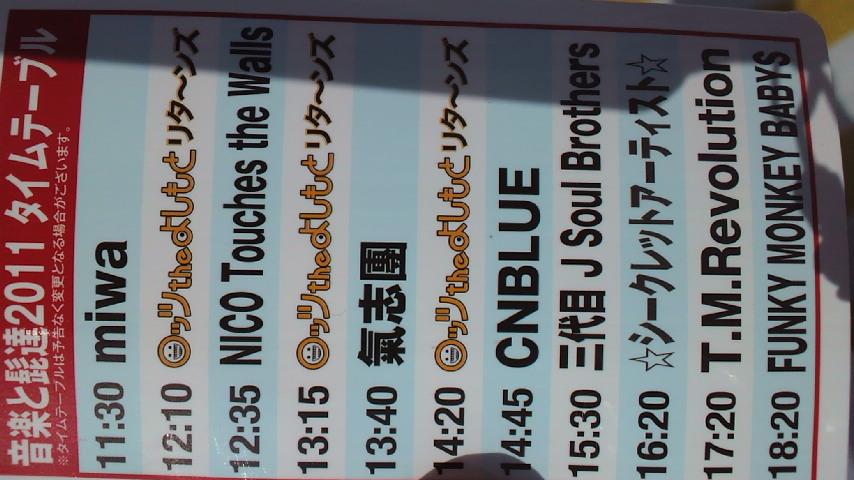 音楽と髭達2011 タイムテーブル
※タイムテーブルは予告なく変更となる場合がございます。
11:30 miwa
12:10 ロッヂtheよしもとリタ〜ンズ
12:35 NICO Touches the Walls
13:15 ロッヂtheよしもとリタ〜ンズ
13:40 氣志團
14:20 ロッヂtheよしもとリタ〜ンズ
14:45 CNBLUE
15:30 三代目 J Soul Brothers
16:20 ☆シークレットアーティスト☆
17:20 T.M.Revolution
18:20 FUNKY MONKEY BABYS